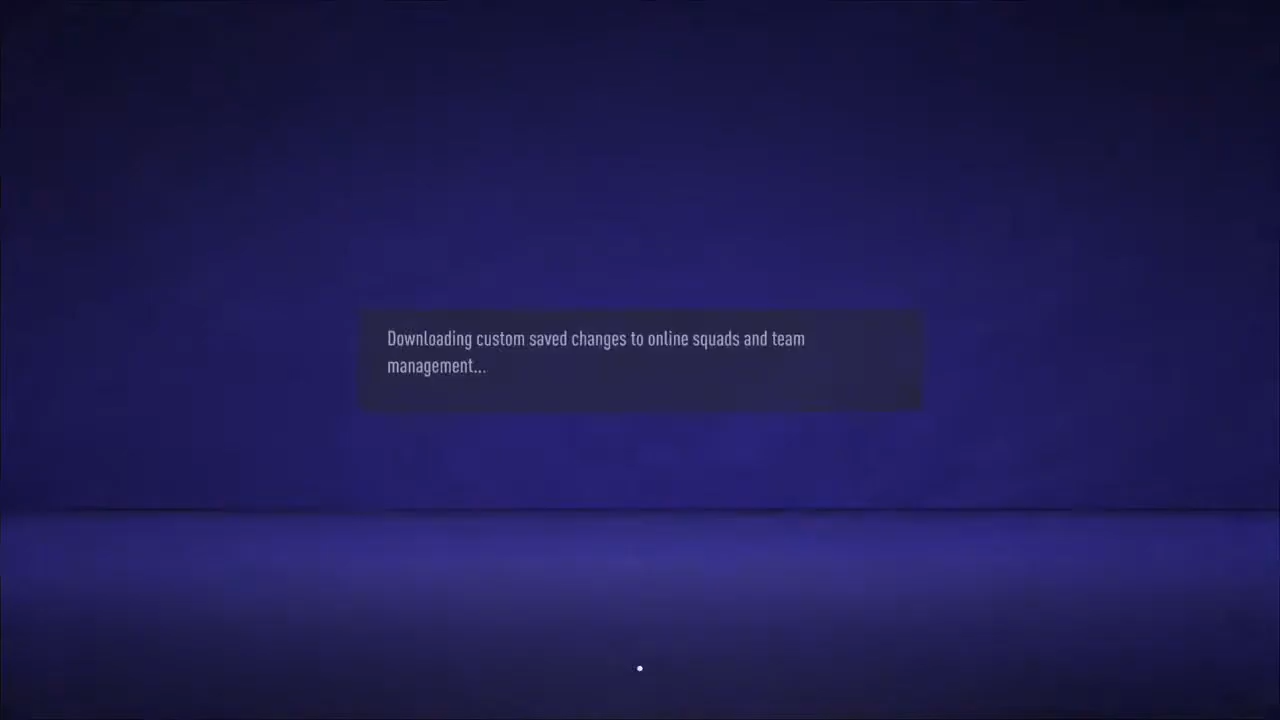 Downloading custom saved changes to online squads and team
management...